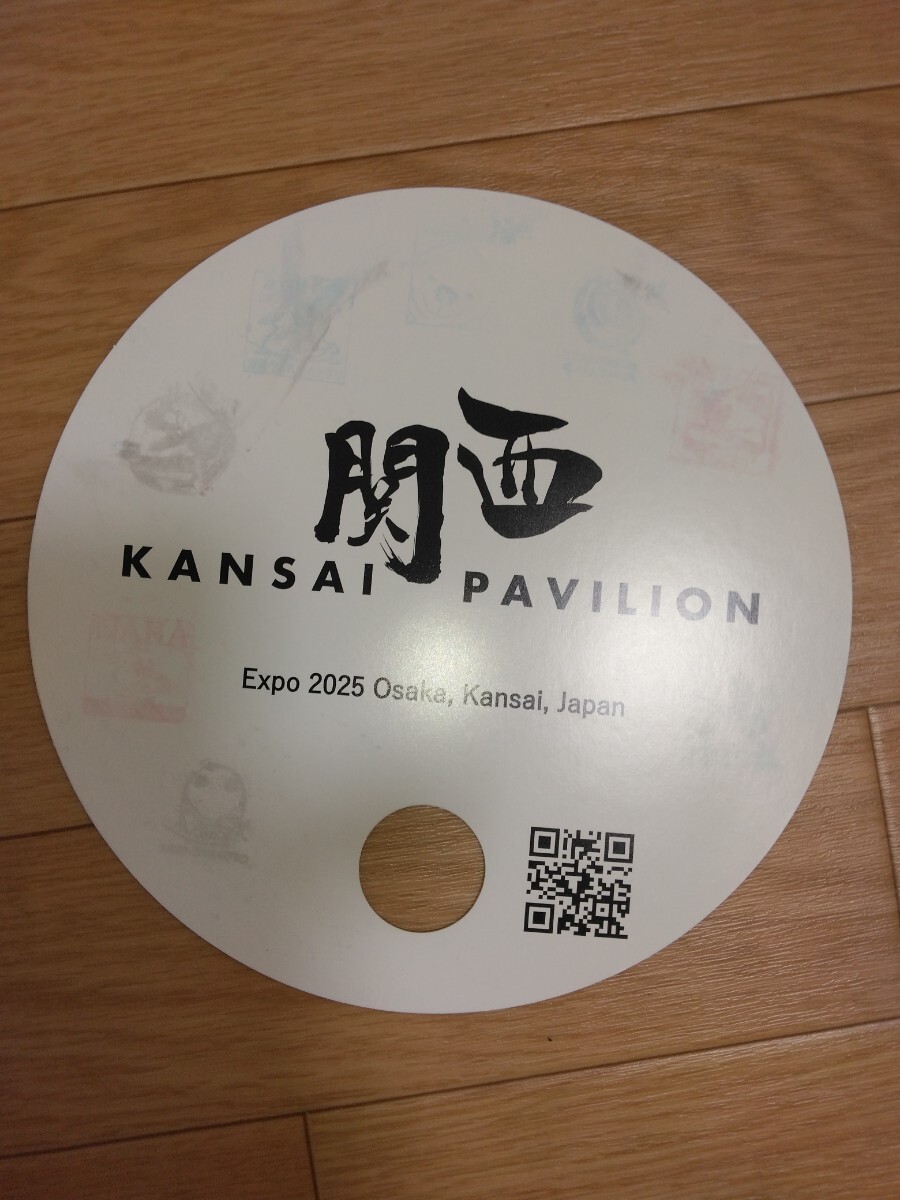 関西
KANSAI PAVILION
Expo 2025 Osaka, Kansai, Japan